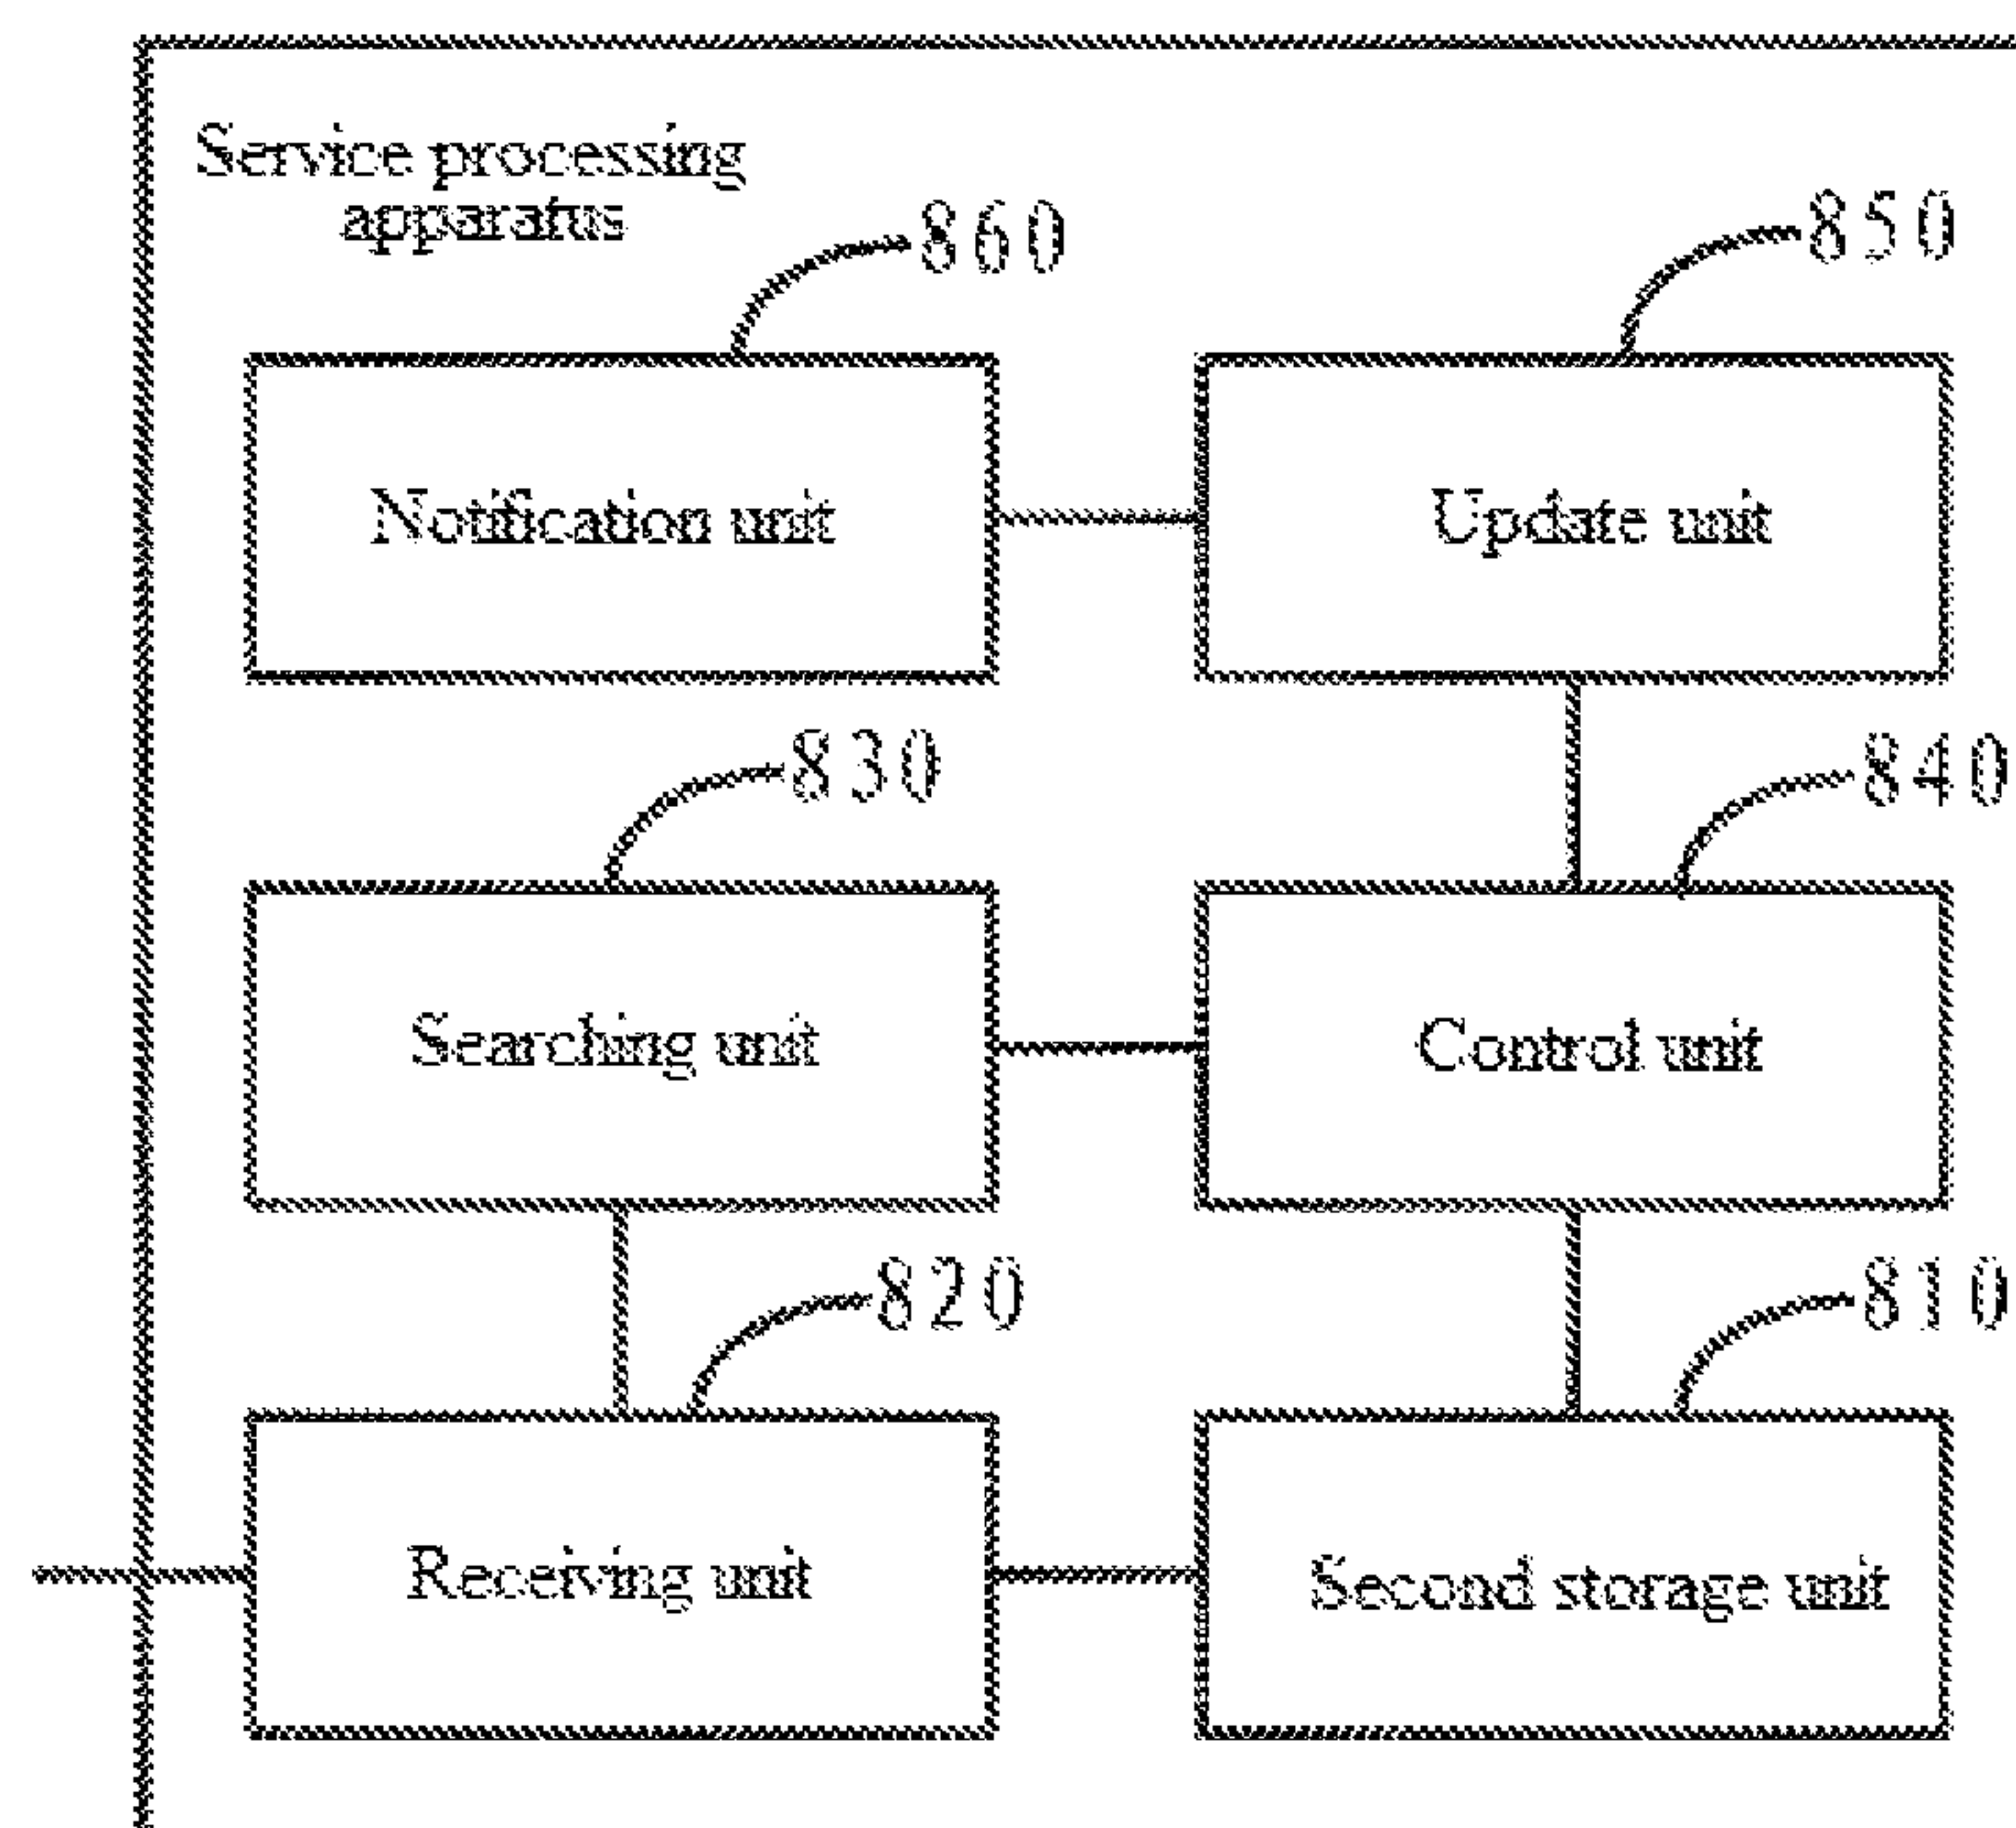 Service processing
apparatus
860
850
Notification unit
Update unit
830
840
Searching unit
Control unit
820
810
Receiving unit
Second storage unit